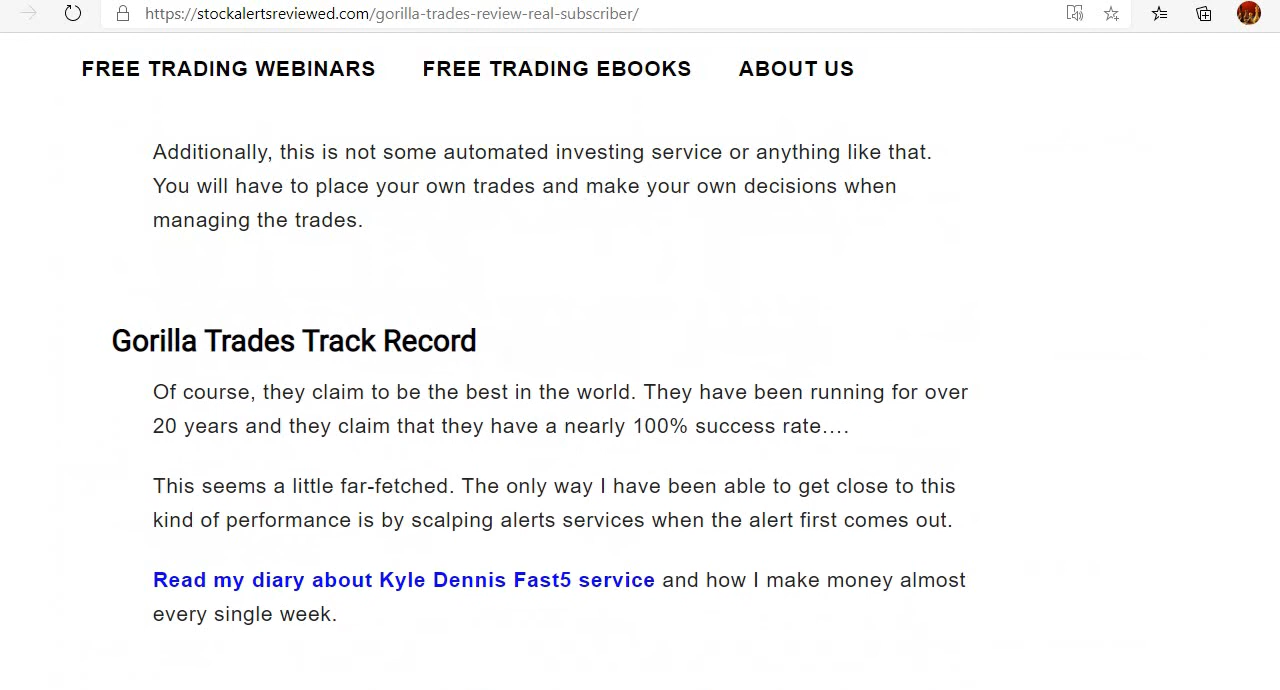 https://stockalertsreviewed.com/gorilla-trades-review-real-subscriber/
FREE TRADING WEBINARS FREE TRADING EBOOKS ABOUT US
Additionally, this is not some automated investing service or anything like that.
You will have to place your own trades and make your own decisions when
managing the trades.
Gorilla Trades Track Record
Of course, they claim to be the best in the world. They have been running for over
20 years and they claim that they have a nearly 100% success rate….
This seems a little far-fetched. The only way I have been able to get close to this
kind of performance is by scalping alerts services when the alert first comes out.
Read my diary about Kyle Dennis Fast5 service and how I make money almost
every single week.